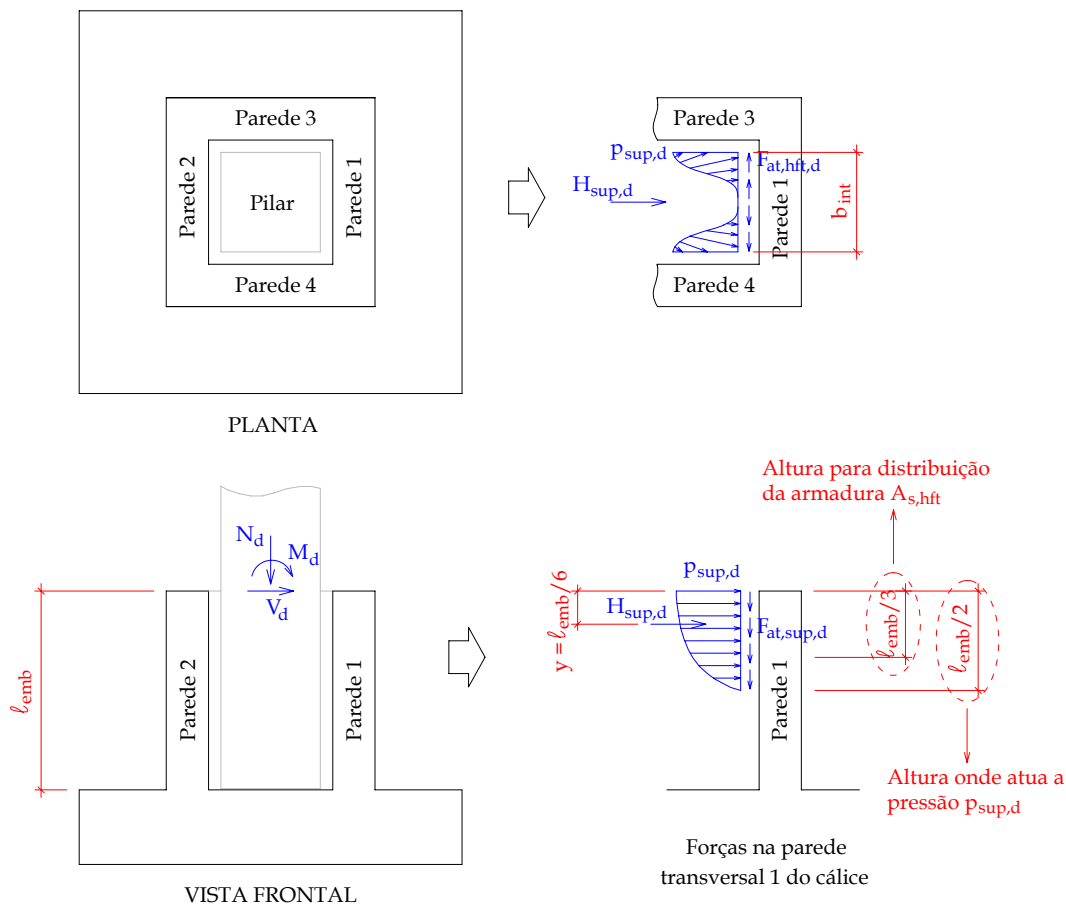 Parede 3
Parede 2
Pilar
Parede 1
Parede 4
PLANTA
Parede 3
p_sup,d
F_at,hft,d
H_sup,d
Parede 1
b_int
Parede 4
Altura para distribuição
da armadura A_s,hft
N_d
M_d
V_d
ℓ_emb
Parede 2
Parede 1
VISTA FRONTAL
y = ℓ_emb/6
p_sup,d
H_sup,d
F_at,sup,d
Parede 1
ℓ_emb/3
ℓ_emb/2
Altura onde atua a
pressão p_sup,d
Forças na parede
transversal 1 do cálice